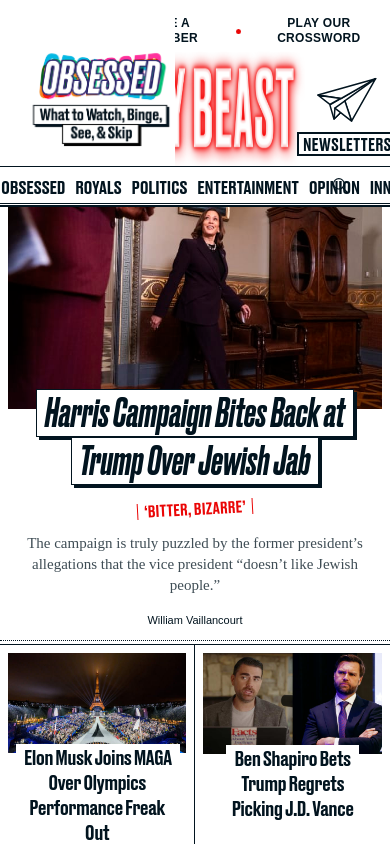 E A
BER
PLAY OUR
CROSSWORD
OBSESSED
What to Watch, Binge,
See, & Skip
Y BEAST
NEWSLETTERS
OBSESSED ROYALS POLITICS ENTERTAINMENT OPINION INN
Harris Campaign Bites Back at
Trump Over Jewish Jab
‘BITTER, BIZARRE’
The campaign is truly puzzled by the former president’s
allegations that the vice president “doesn’t like Jewish
people.”
William Vaillancourt
Elon Musk Joins MAGA
Over Olympics
Performance Freak
Out
Facts
Ben Shapiro Bets
Trump Regrets
Picking J.D. Vance